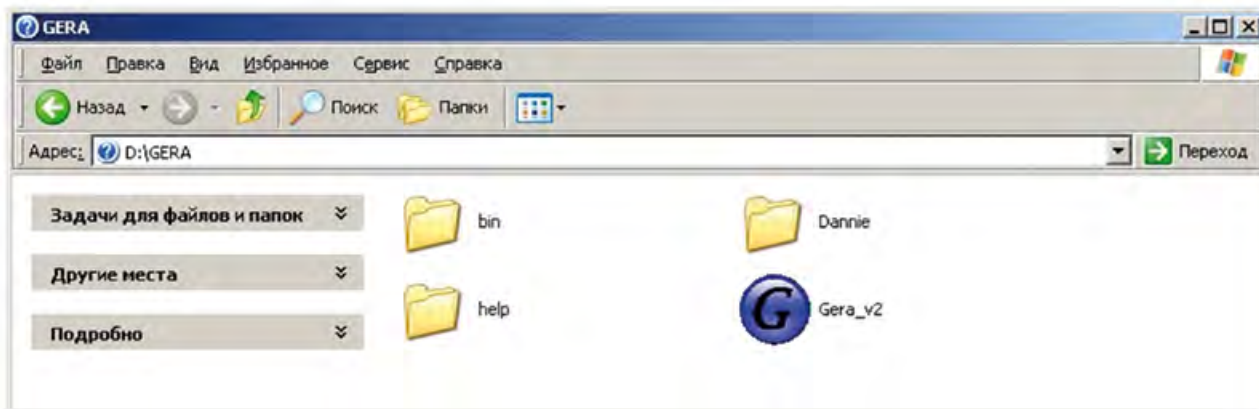 GERA
Файл Правка Вид Избранное Сервис Справка
Назад Поиск Папки
Адрес: D:\GERA Переход
Задачи для файлов и папок
bin
Dannie
Другие места
help
Gera_v2
Подробно